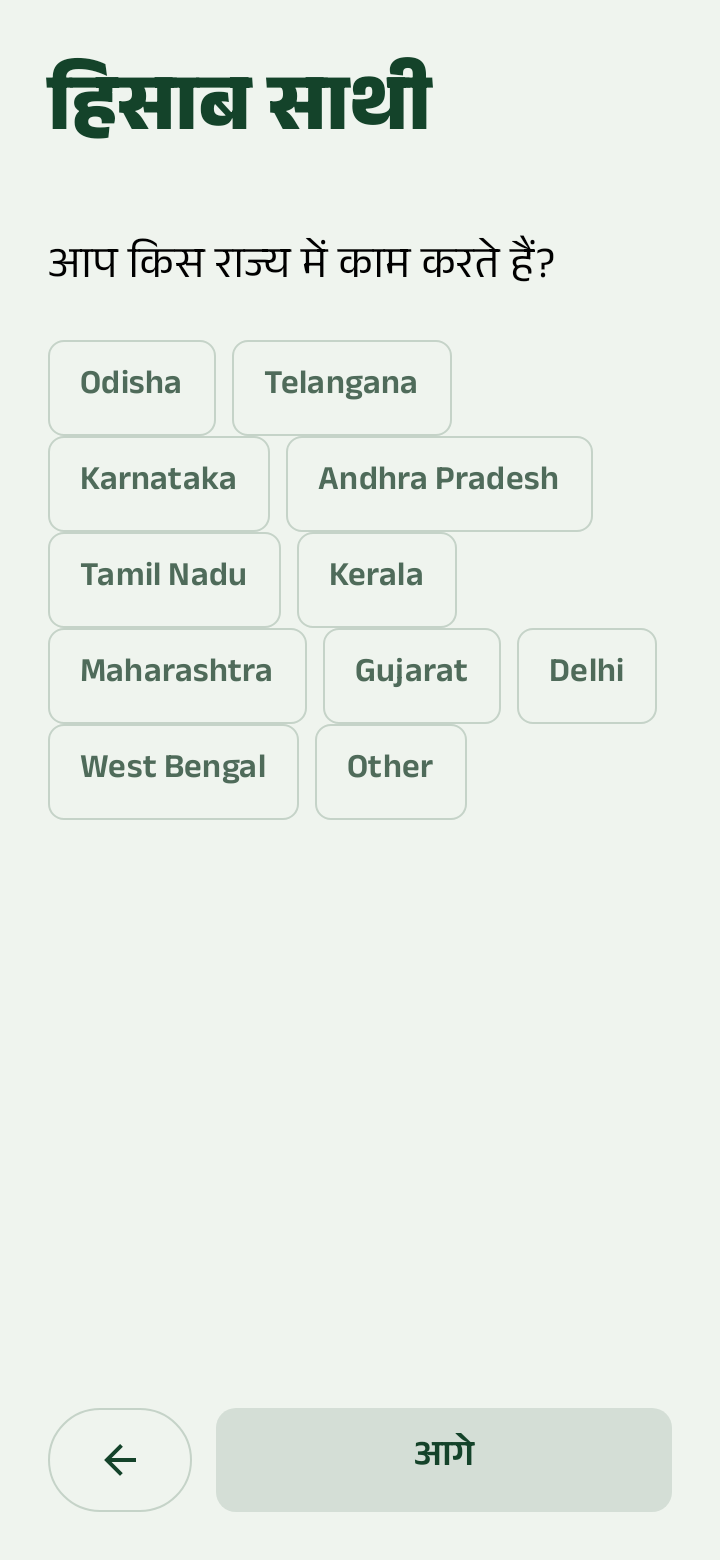 हिसाब साथी
आप किस राज्य में काम करते हैं?
Odisha Telangana
Karnataka Andhra Pradesh
Tamil Nadu Kerala
Maharashtra Gujarat Delhi
West Bengal Other
आगे